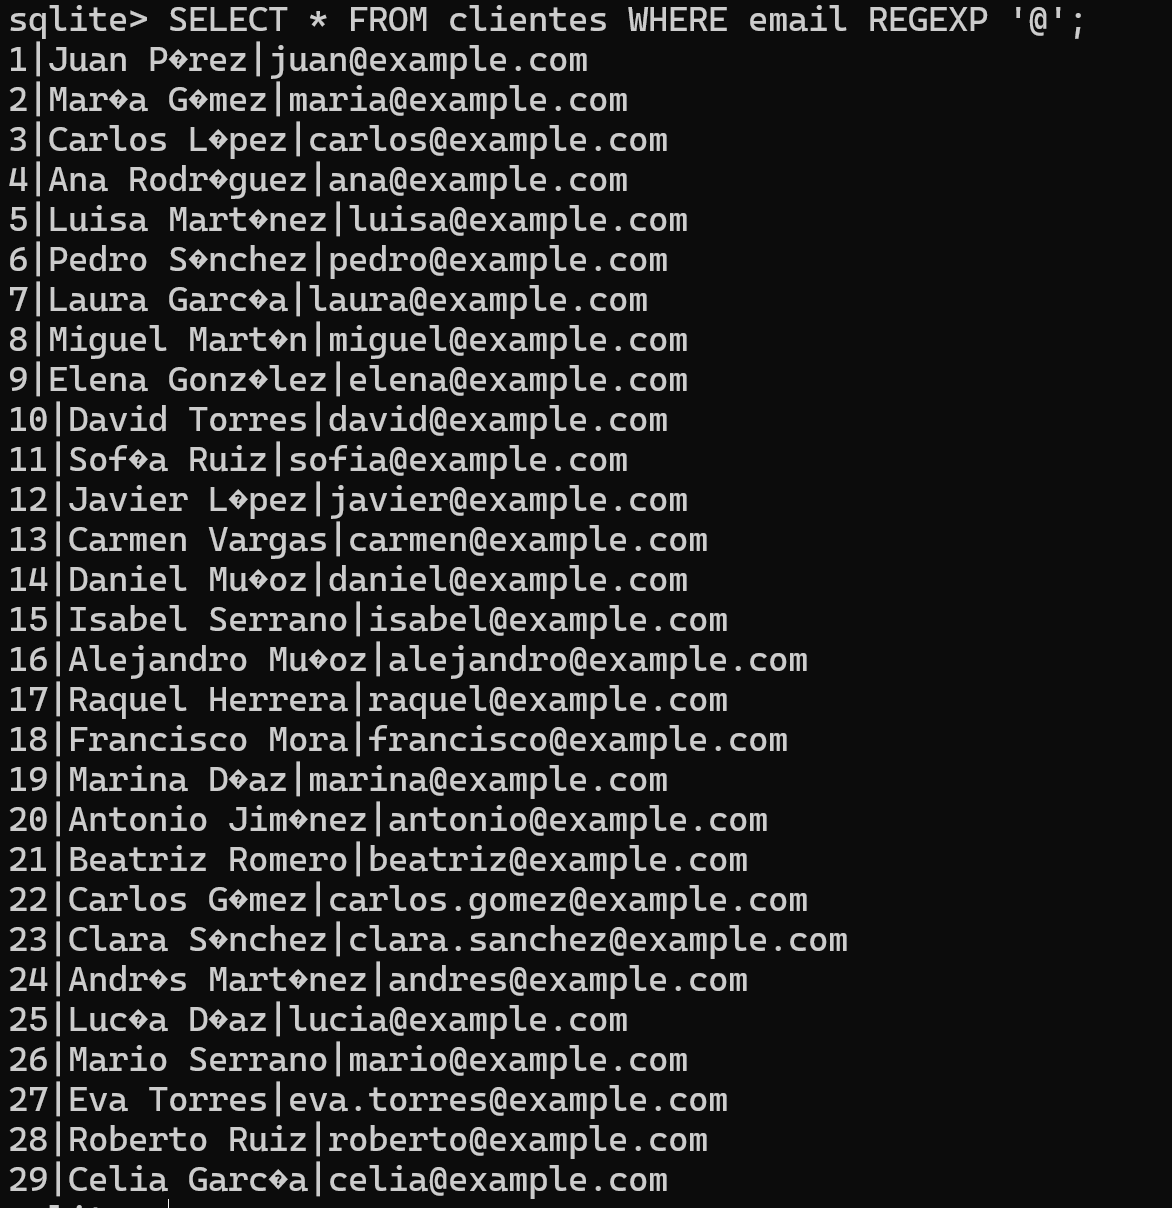 sqlite> SELECT * FROM clientes WHERE email REGEXP '@';
1|Juan P�rez|juan@example.com
2|Mar�a G�mez|maria@example.com
3|Carlos L�pez|carlos@example.com
4|Ana Rodr�guez|ana@example.com
5|Luisa Mart�nez|luisa@example.com
6|Pedro S�nchez|pedro@example.com
7|Laura Garc�a|laura@example.com
8|Miguel Mart�n|miguel@example.com
9|Elena Gonz�lez|elena@example.com
10|David Torres|david@example.com
11|Sof�a Ruiz|sofia@example.com
12|Javier L�pez|javier@example.com
13|Carmen Vargas|carmen@example.com
14|Daniel Mu�oz|daniel@example.com
15|Isabel Serrano|isabel@example.com
16|Alejandro Mu�oz|alejandro@example.com
17|Raquel Herrera|raquel@example.com
18|Francisco Mora|francisco@example.com
19|Marina D�az|marina@example.com
20|Antonio Jim�nez|antonio@example.com
21|Beatriz Romero|beatriz@example.com
22|Carlos G�mez|carlos.gomez@example.com
23|Clara S�nchez|clara.sanchez@example.com
24|Andr�s Mart�nez|andres@example.com
25|Luc�a D�az|lucia@example.com
26|Mario Serrano|mario@example.com
27|Eva Torres|eva.torres@example.com
28|Roberto Ruiz|roberto@example.com
29|Celia Garc�a|celia@example.com